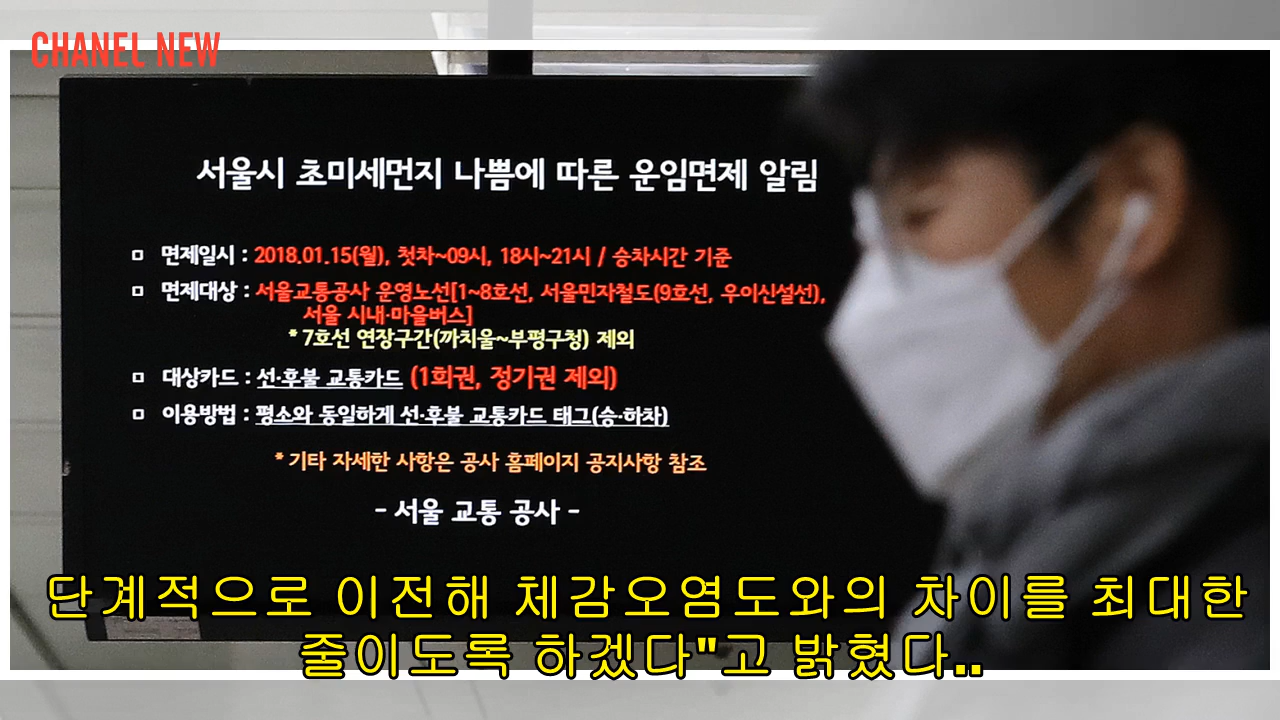 CHANEL NEW
서울시 초미세먼지 나쁨에 따른 운임면제 알림
▫ 면제일시 : 2018.01.15(월), 첫차~09시, 18시~21시 / 승차시간 기준
▫ 면제대상 : 서울교통공사 운영노선[1~8호선, 서울민자철도(9호선, 우이신설선),
서울 시내·마을버스]
* 7호선 연장구간(까치울~부평구청) 제외
▫ 대상카드 : 선·후불 교통카드 (1회권, 정기권 제외)
▫ 이용방법 : 평소와 동일하게 선·후불 교통카드 태그(승·하차)
* 기타 자세한 사항은 공사 홈페이지 공지사항 참조
- 서울 교통 공사 -
단계적으로 이전해 체감오염도와의 차이를 최대한
줄이도록 하겠다"고 밝혔다..